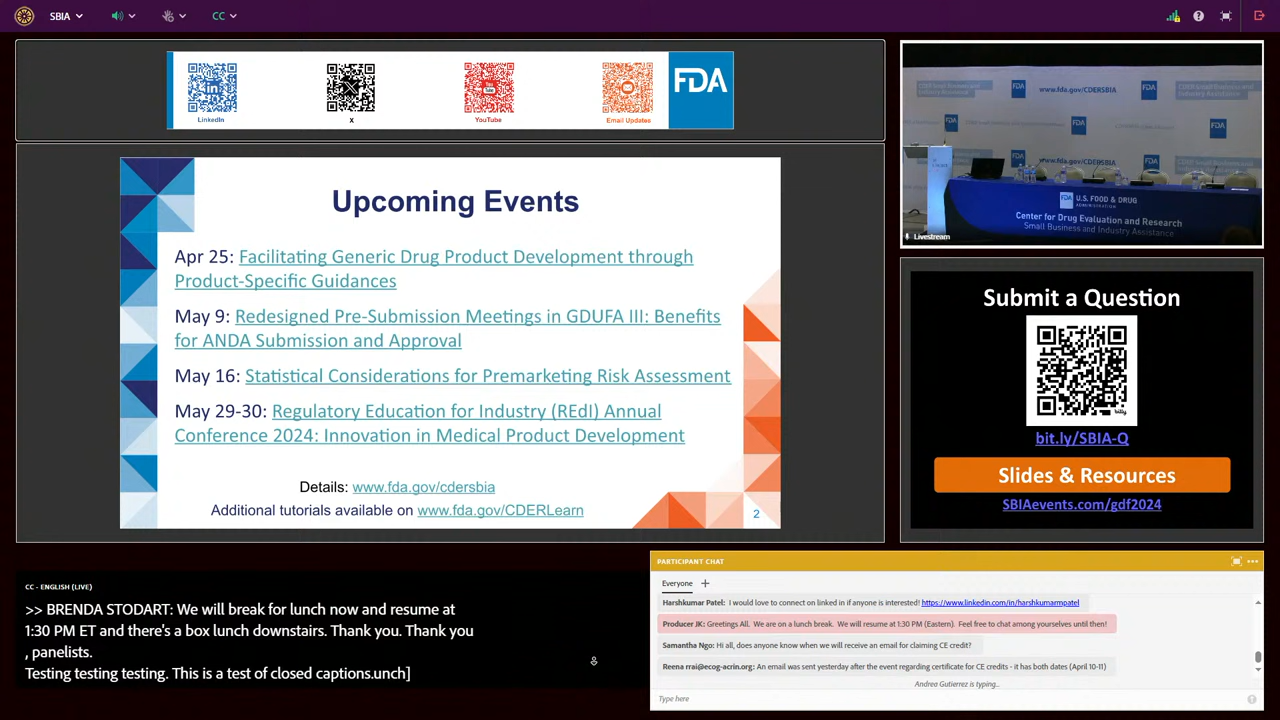 SBIA
CC
LinkedIn
X
YouTube
Email Updates
FDA
Upcoming Events
Apr 25: Facilitating Generic Drug Product Development through
Product-Specific Guidances
May 9: Redesigned Pre-Submission Meetings in GDUFA III: Benefits
for ANDA Submission and Approval
May 16: Statistical Considerations for Premarketing Risk Assessment
May 29-30: Regulatory Education for Industry (REdI) Annual
Conference 2024: Innovation in Medical Product Development
Details: www.fda.gov/cdersbia
Additional tutorials available on www.fda.gov/CDERLearn
2
www.fda.gov/CDERSBIA
www.fda.gov/CDERSBIA
FDA
U.S. FOOD & DRUG
ADMINISTRATION
Center for Drug Evaluation and Research
Small Business and Industry Assistance
Livestream
Submit a Question
bitly
bit.ly/SBIA-Q
Slides & Resources
SBIAevents.com/gdf2024
CC - ENGLISH (LIVE)
>> BRENDA STODART: We will break for lunch now and resume at
1:30 PM ET and there's a box lunch downstairs. Thank you. Thank you
, panelists.
Testing testing testing. This is a test of closed captions.unch]
PARTICIPANT CHAT
Everyone
Harshkumar Patel: I would love to connect on linked in if anyone is interested! https://www.linkedin.com/in/harshkumarmpatel
Producer JK: Greetings All. We are on a lunch break. We will resume at 1:30 PM (Eastern). Feel free to chat among yourselves until then!
Samantha Ngo: Hi all, does anyone know when we will receive an email for claiming CE credit?
Reena rrai@ecog-acrin.org: An email was sent yesterday after the event regarding certificate for CE credits - it has both dates (April 10-11)
Andrea Gutierrez is typing...
Type here